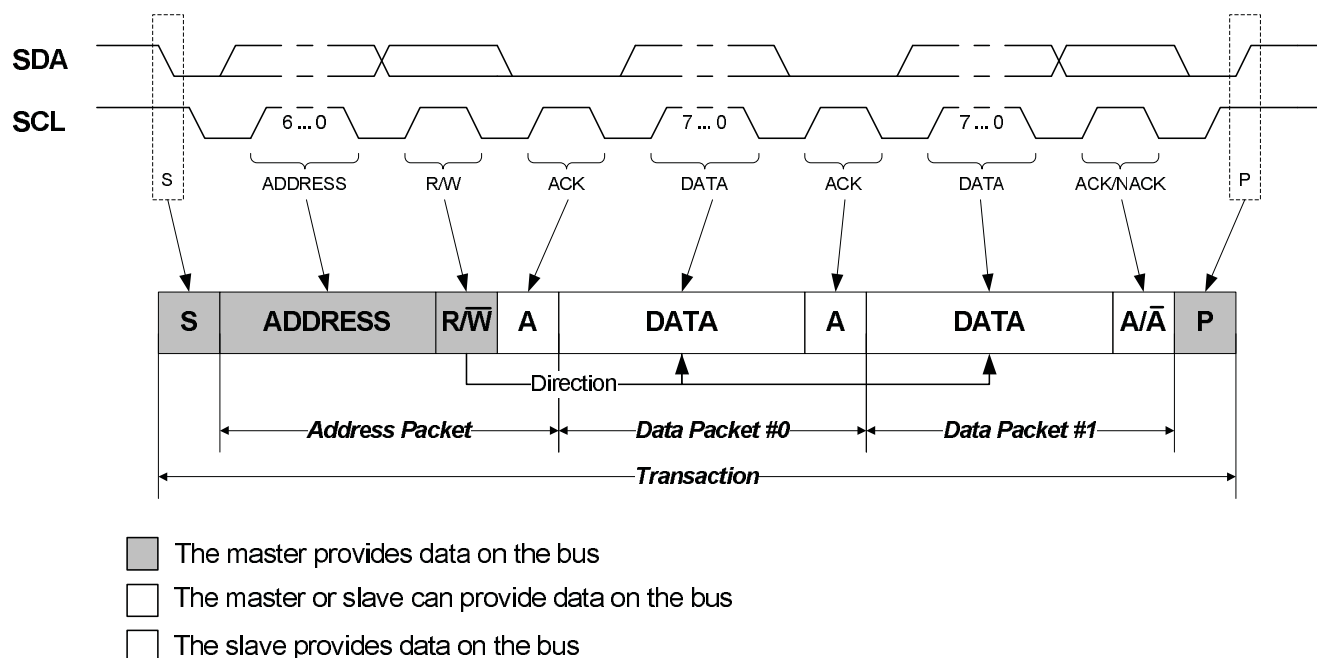 SDA
SCL
6 ... 0
7 ... 0
7 ... 0
S
ADDRESS
R/W
ACK
DATA
ACK
DATA
ACK/NACK
P
S
ADDRESS
R/W̅
A
DATA
A
DATA
A/A̅
P
Direction
Address Packet
Data Packet #0
Data Packet #1
Transaction
The master provides data on the bus
The master or slave can provide data on the bus
The slave provides data on the bus